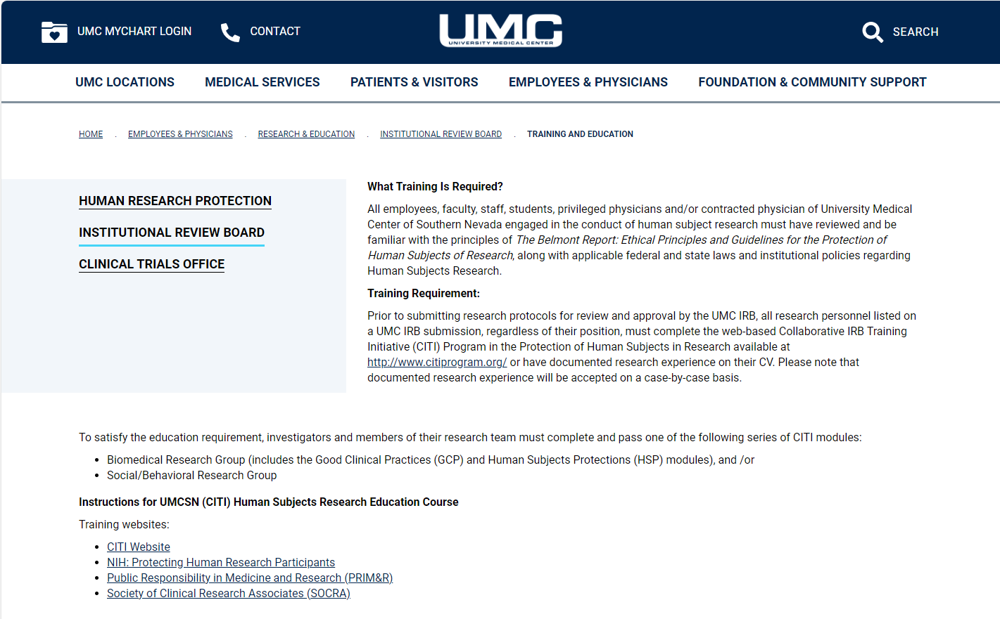 UMC MYCHART LOGIN
CONTACT
UMC
UNIVERSITY MEDICAL CENTER
SEARCH
UMC LOCATIONS
MEDICAL SERVICES
PATIENTS & VISITORS
EMPLOYEES & PHYSICIANS
FOUNDATION & COMMUNITY SUPPORT
HOME . EMPLOYEES & PHYSICIANS . RESEARCH & EDUCATION . INSTITUTIONAL REVIEW BOARD . TRAINING AND EDUCATION
HUMAN RESEARCH PROTECTION
INSTITUTIONAL REVIEW BOARD
CLINICAL TRIALS OFFICE
What Training Is Required?
All employees, faculty, staff, students, privileged physicians and/or contracted physician of University Medical
Center of Southern Nevada engaged in the conduct of human subject research must have reviewed and be
familiar with the principles of The Belmont Report: Ethical Principles and Guidelines for the Protection of
Human Subjects of Research, along with applicable federal and state laws and institutional policies regarding
Human Subjects Research.
Training Requirement:
Prior to submitting research protocols for review and approval by the UMC IRB, all research personnel listed on
a UMC IRB submission, regardless of their position, must complete the web-based Collaborative IRB Training
Initiative (CITI) Program in the Protection of Human Subjects in Research available at
http://www.citiprogram.org/ or have documented research experience on their CV. Please note that
documented research experience will be accepted on a case-by-case basis.
To satisfy the education requirement, investigators and members of their research team must complete and pass one of the following series of CITI modules:
• Biomedical Research Group (includes the Good Clinical Practices (GCP) and Human Subjects Protections (HSP) modules), and /or
• Social/Behavioral Research Group
Instructions for UMCSN (CITI) Human Subjects Research Education Course
Training websites:
• CITI Website
• NIH: Protecting Human Research Participants
• Public Responsibility in Medicine and Research (PRIM&R)
• Society of Clinical Research Associates (SOCRA)